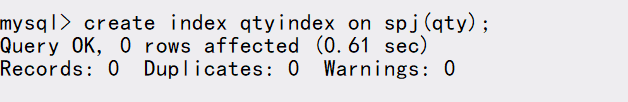 mysql> create index qtyindex on spj(qty);
Query OK, 0 rows affected (0.61 sec)
Records: 0  Duplicates: 0  Warnings: 0